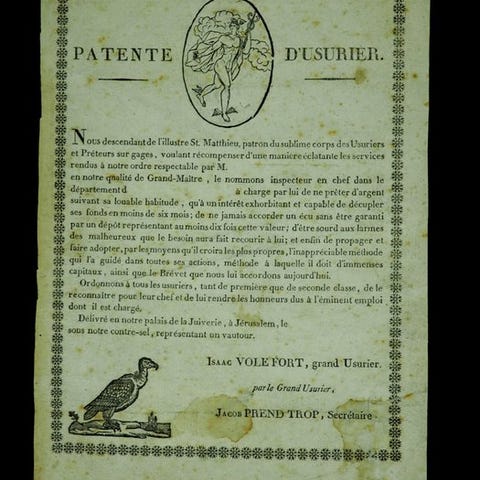 PATENTE D'USURIER.
Nous descendant de l'illustre St. Matthieu, patron du sublime corps des Usuriers
et Prêteurs sur gages, voulant récompenser d'une maniere éclatante les services
rendus à notre ordre respectable par M.
en notre qualité de Grand-Maître, le nommons inspecteur en chef dans le
département d à charge par lui de ne prêter d'argent
suivant sa louable habitude, qu'à un intérêt exhorbitant et capable de décupler
ses fonds en moins de six mois; de ne jamais accorder un écu sans être garanti
par un dépôt représentant au moins dix fois cette valeur; d'être sourd aux larmes
des malheureux que le besoin aura fait recourir à lui; et enfin de propager et
faire adopter, par les moyens qu'il croira les plus propres, l'inappréciable méthode
qui l'a guidé dans toutes ses actions, méthode à laquelle il doit d'immenses
capitaux, ainsi que le Brévet que nous lui accordons aujourd'hui.
Ordonnons à tous les usuriers, tant de premiere que de seconde classe, de le
reconnaître pour leur chef et de lui rendre les honneurs dus à l'éminent emploi
dont il est chargé.
Délivré en notre palais de la Juiverie, à Jérusalem, le
sous notre contre-sel, représentant un vautour.
ISAAC VOLE FORT, grand Usurier.
par le Grand Usurier,
JACOB PREND TROP, Secrétaire